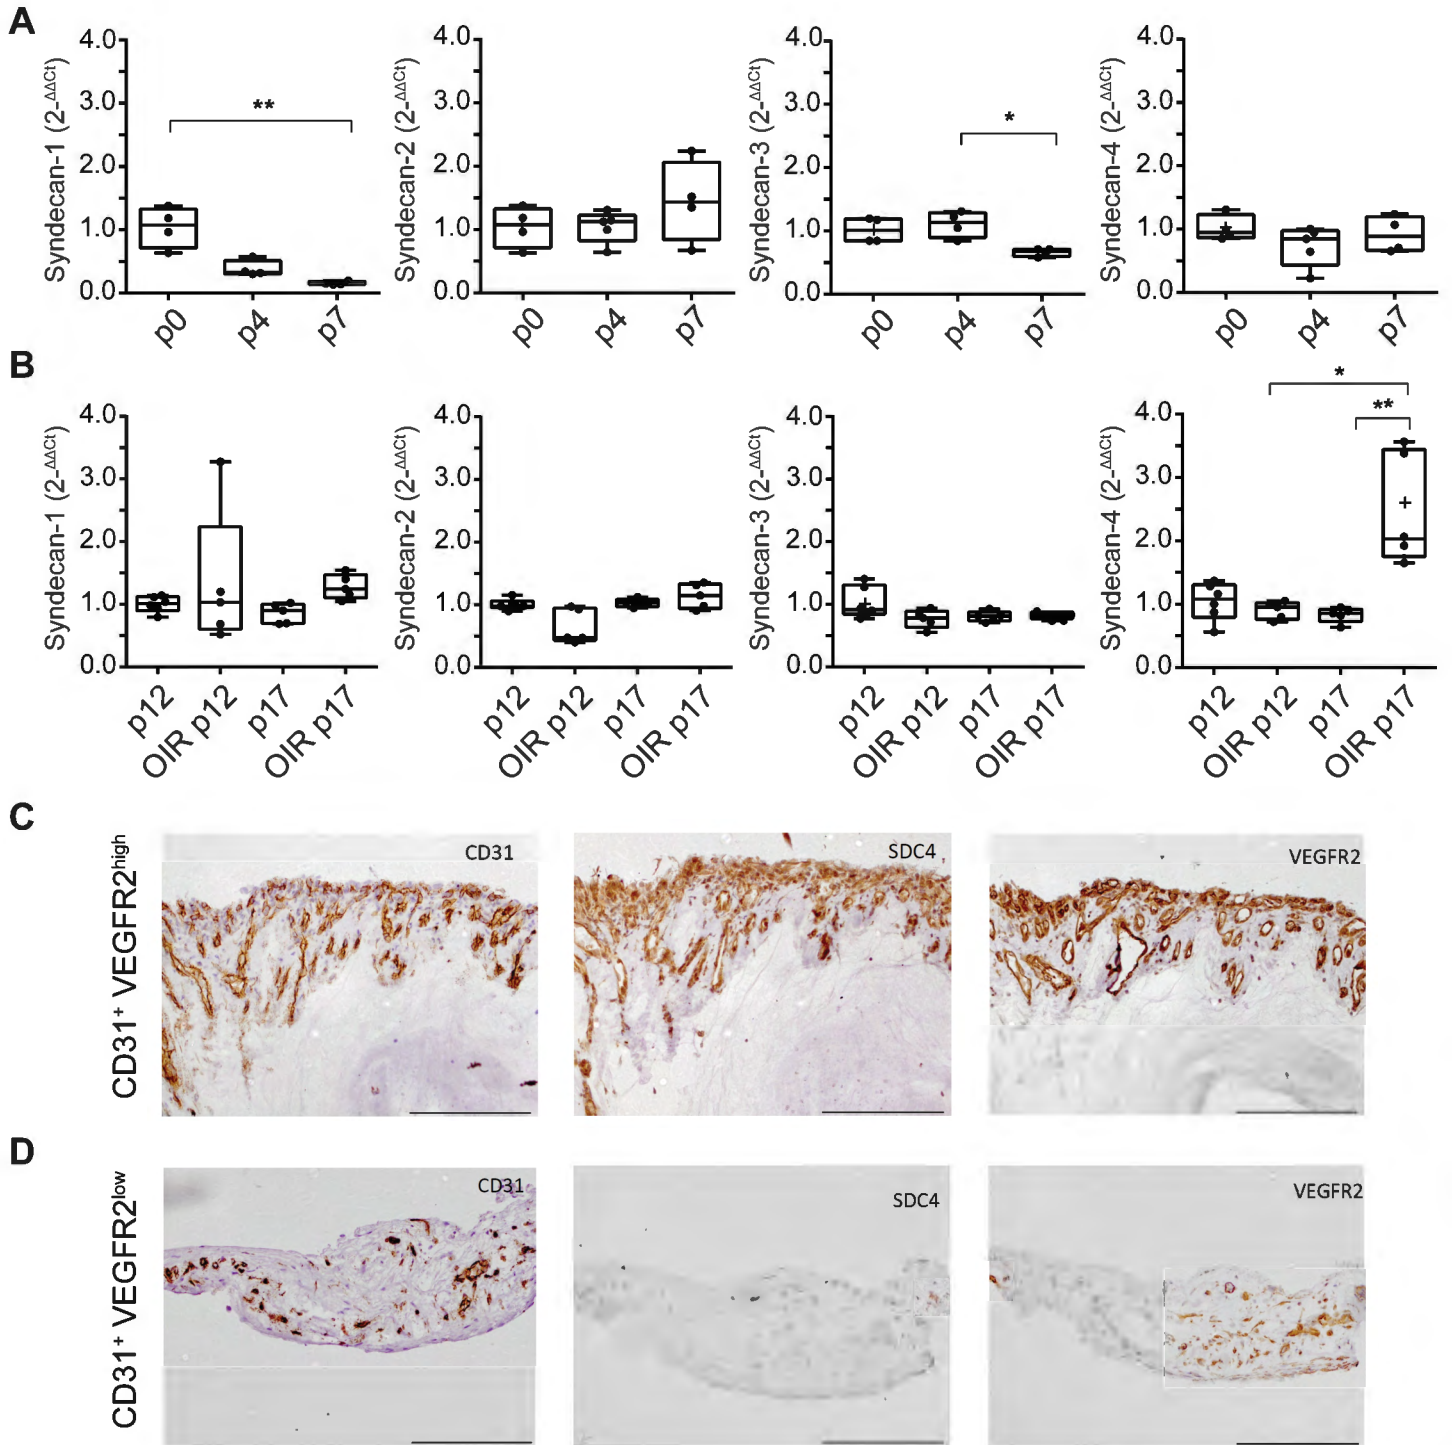 A
Syndecan-1 (2-ΔΔCt)
4.0
3.0
2.0
1.0
0.0
**
p0
p4
p7
Syndecan-2 (2-ΔΔCt)
4.0
3.0
2.0
1.0
0.0
p0
p4
p7
Syndecan-3 (2-ΔΔCt)
4.0
3.0
2.0
1.0
0.0
*
p0
p4
p7
Syndecan-4 (2-ΔΔCt)
4.0
3.0
2.0
1.0
0.0
p0
p4
p7
B
Syndecan-1 (2-ΔΔCt)
4.0
3.0
2.0
1.0
0.0
p12
OIR p12
p17
OIR p17
Syndecan-2 (2-ΔΔCt)
4.0
3.0
2.0
1.0
0.0
p12
OIR p12
p17
OIR p17
Syndecan-3 (2-ΔΔCt)
4.0
3.0
2.0
1.0
0.0
p12
OIR p12
p17
OIR p17
Syndecan-4 (2-ΔΔCt)
4.0
3.0
2.0
1.0
0.0
*
**
p12
OIR p12
p17
OIR p17
C
CD31+ VEGFR2high
CD31
SDC4
VEGFR2
D
CD31+ VEGFR2low
CD31
SDC4
VEGFR2